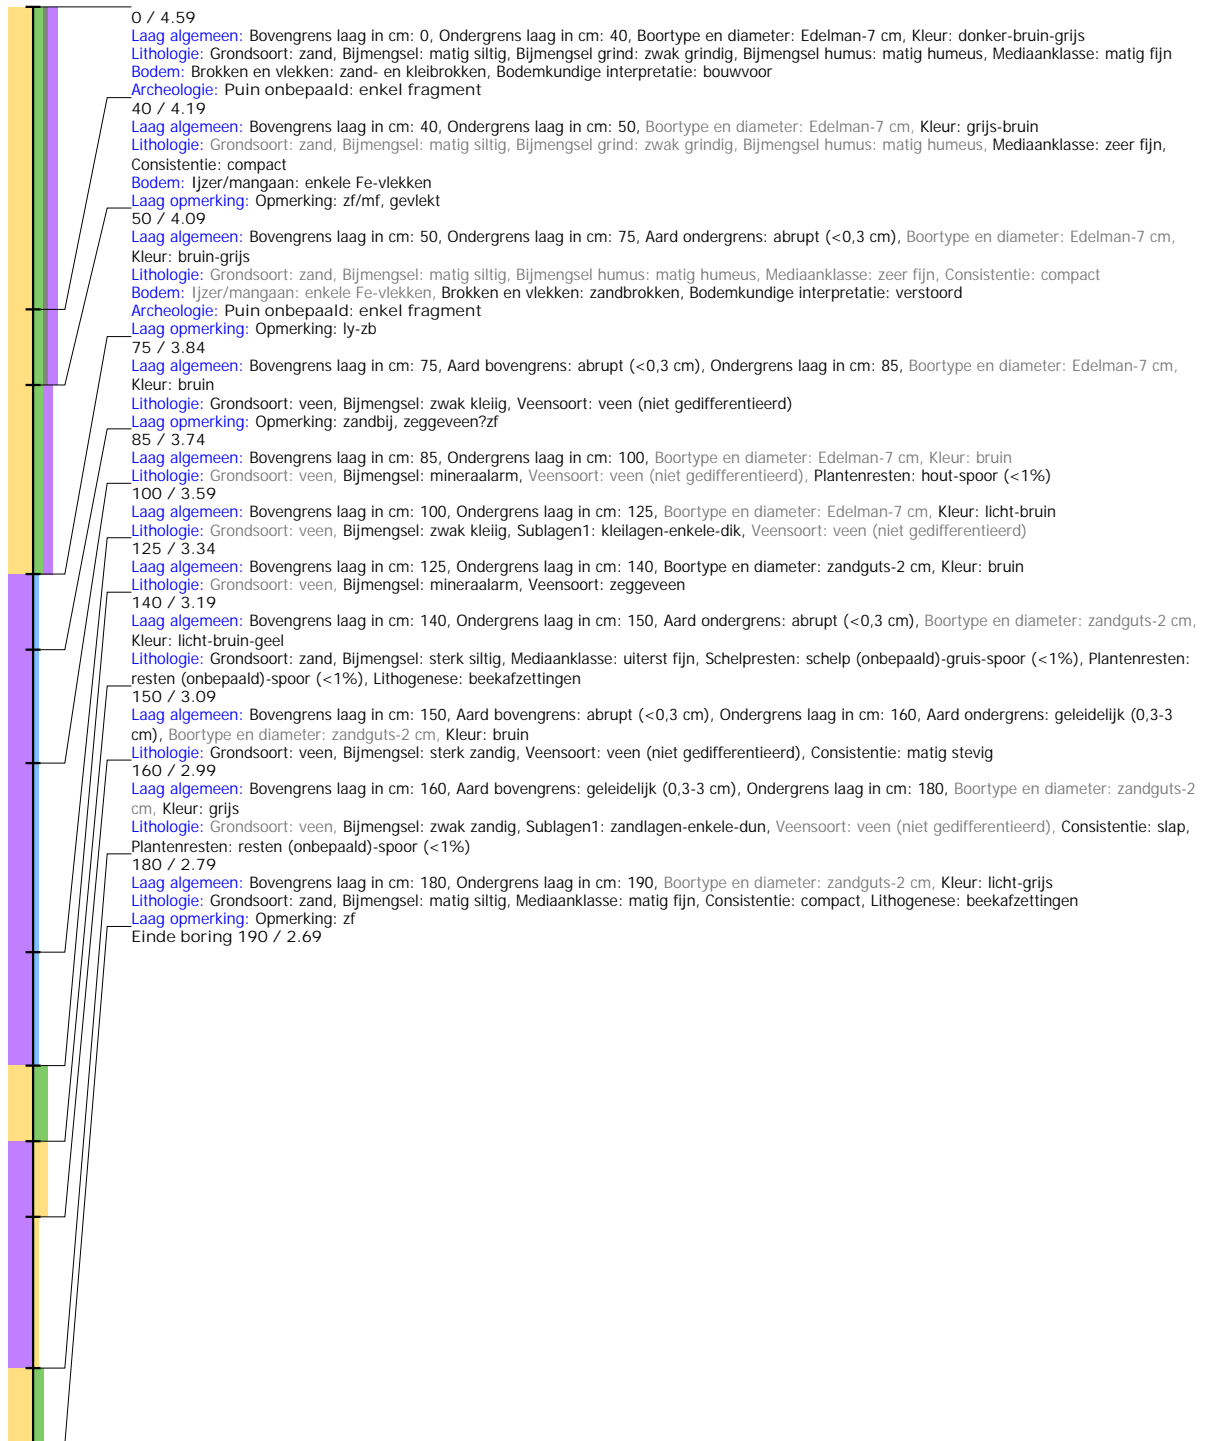 0 / 4.59
Laag algemeen: Bovengrens laag in cm: 0, Ondergrens laag in cm: 40, Boortype en diameter: Edelman-7 cm, Kleur: donker-bruin-grijs
Lithologie: Grondsoort: zand, Bijmengsel: matig siltig, Bijmengsel grind: zwak grindig, Bijmengsel humus: matig humeus, Mediaanklasse: matig fijn
Bodem: Brokken en vlekken: zand- en kleibrokken, Bodemkundige interpretatie: bouwvoor
Archeologie: Puin onbepaald: enkel fragment
40 / 4.19
Laag algemeen: Bovengrens laag in cm: 40, Ondergrens laag in cm: 50, Boortype en diameter: Edelman-7 cm, Kleur: grijs-bruin
Lithologie: Grondsoort: zand, Bijmengsel: matig siltig, Bijmengsel grind: zwak grindig, Bijmengsel humus: matig humeus, Mediaanklasse: zeer fijn,
Consistentie: compact
Bodem: Ijzer/mangaan: enkele Fe-vlekken
Laag opmerking: Opmerking: zf/mf, gevlekt
50 / 4.09
Laag algemeen: Bovengrens laag in cm: 50, Ondergrens laag in cm: 75, Aard ondergrens: abrupt (<0,3 cm), Boortype en diameter: Edelman-7 cm,
Kleur: bruin-grijs
Lithologie: Grondsoort: zand, Bijmengsel: matig siltig, Bijmengsel humus: matig humeus, Mediaanklasse: zeer fijn, Consistentie: compact
Bodem: Ijzer/mangaan: enkele Fe-vlekken, Brokken en vlekken: zandbrokken, Bodemkundige interpretatie: verstoord
Archeologie: Puin onbepaald: enkel fragment
Laag opmerking: Opmerking: ly-zb
75 / 3.84
Laag algemeen: Bovengrens laag in cm: 75, Aard bovengrens: abrupt (<0,3 cm), Ondergrens laag in cm: 85, Boortype en diameter: Edelman-7 cm,
Kleur: bruin
Lithologie: Grondsoort: veen, Bijmengsel: zwak kleiig, Veensoort: veen (niet gedifferentieerd)
Laag opmerking: Opmerking: zandbij, zeggeveen?zf
85 / 3.74
Laag algemeen: Bovengrens laag in cm: 85, Ondergrens laag in cm: 100, Boortype en diameter: Edelman-7 cm, Kleur: bruin
Lithologie: Grondsoort: veen, Bijmengsel: mineraalarm, Veensoort: veen (niet gedifferentieerd), Plantenresten: hout-spoor (<1%)
100 / 3.59
Laag algemeen: Bovengrens laag in cm: 100, Ondergrens laag in cm: 125, Boortype en diameter: Edelman-7 cm, Kleur: licht-bruin
Lithologie: Grondsoort: veen, Bijmengsel: zwak kleiig, Sublagen1: kleilagen-enkele-dik, Veensoort: veen (niet gedifferentieerd)
125 / 3.34
Laag algemeen: Bovengrens laag in cm: 125, Ondergrens laag in cm: 140, Boortype en diameter: zandguts-2 cm, Kleur: bruin
Lithologie: Grondsoort: veen, Bijmengsel: mineraalarm, Veensoort: zeggeveen
140 / 3.19
Laag algemeen: Bovengrens laag in cm: 140, Ondergrens laag in cm: 150, Aard ondergrens: abrupt (<0,3 cm), Boortype en diameter: zandguts-2 cm,
Kleur: licht-bruin-geel
Lithologie: Grondsoort: zand, Bijmengsel: sterk siltig, Mediaanklasse: uiterst fijn, Schelpresten: schelp (onbepaald)-gruis-spoor (<1%), Plantenresten:
resten (onbepaald)-spoor (<1%), Lithogenese: beekafzettingen
150 / 3.09
Laag algemeen: Bovengrens laag in cm: 150, Aard bovengrens: abrupt (<0,3 cm), Ondergrens laag in cm: 160, Aard ondergrens: geleidelijk (0,3-3
cm), Boortype en diameter: zandguts-2 cm, Kleur: bruin
Lithologie: Grondsoort: veen, Bijmengsel: sterk zandig, Veensoort: veen (niet gedifferentieerd), Consistentie: matig stevig
160 / 2.99
Laag algemeen: Bovengrens laag in cm: 160, Aard bovengrens: geleidelijk (0,3-3 cm), Ondergrens laag in cm: 180, Boortype en diameter: zandguts-2
cm, Kleur: grijs
Lithologie: Grondsoort: veen, Bijmengsel: zwak zandig, Sublagen1: zandlagen-enkele-dun, Veensoort: veen (niet gedifferentieerd), Consistentie: slap,
Plantenresten: resten (onbepaald)-spoor (<1%)
180 / 2.79
Laag algemeen: Bovengrens laag in cm: 180, Ondergrens laag in cm: 190, Boortype en diameter: zandguts-2 cm, Kleur: licht-grijs
Lithologie: Grondsoort: zand, Bijmengsel: matig siltig, Mediaanklasse: matig fijn, Consistentie: compact, Lithogenese: beekafzettingen
Laag opmerking: Opmerking: zf
Einde boring 190 / 2.69